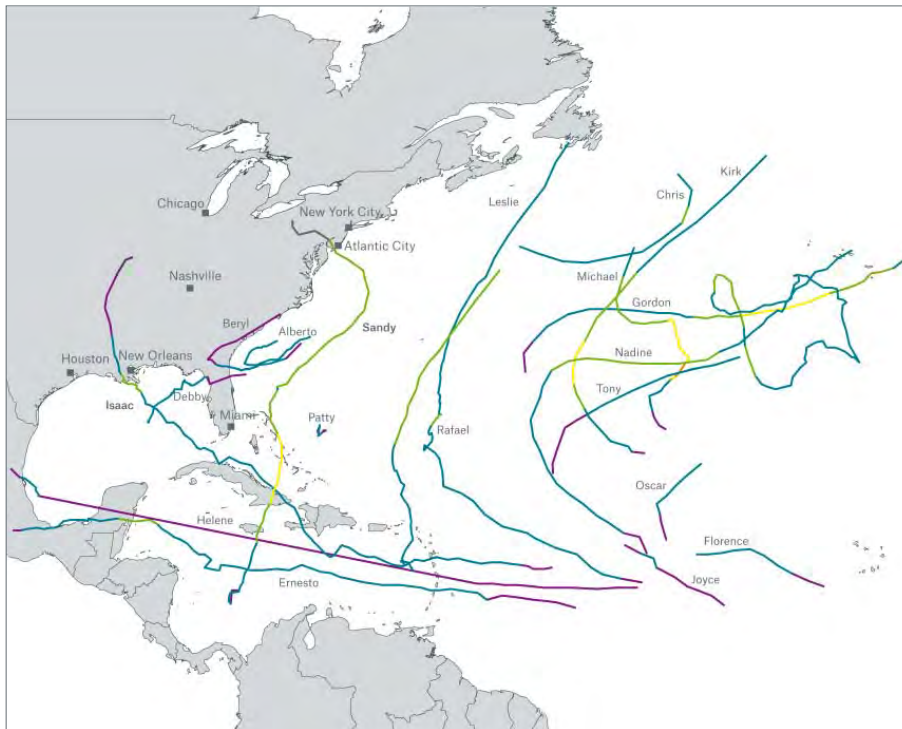 Kirk
Chris
Leslie
Chicago
New York City
Atlantic City
Michael
Nashville
Gordon
Beryl
Alberto
Sandy
Nadine
Houston
New Orleans
Tony
Debby
Isaac
Miami
Patty
Rafael
Oscar
Helene
Florence
Ernesto
Joyce